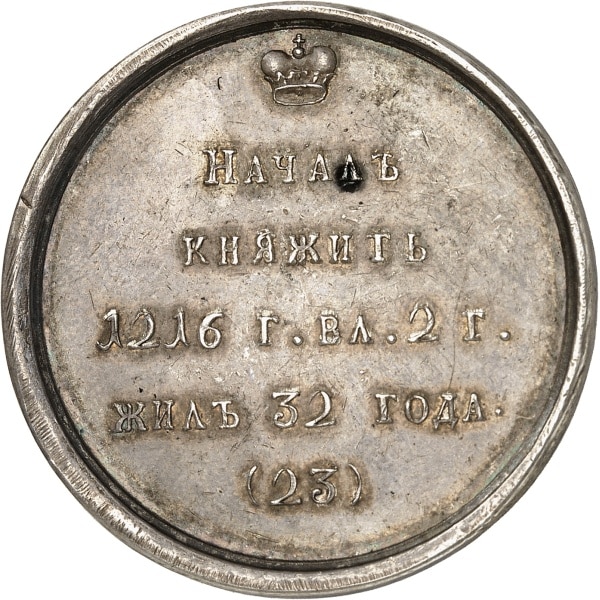 Началъ
княжить
1216 г. вл. 2 г.
жилъ 32 года.
(23)